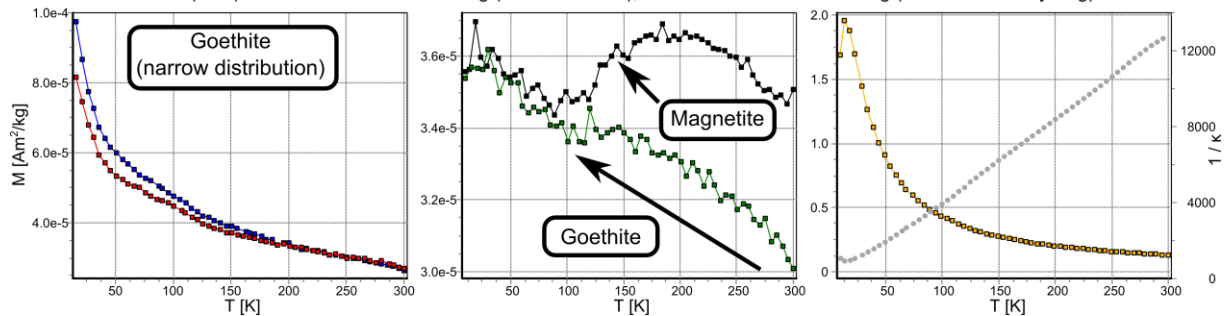 M [Am²/kg]
1.0e-4
8.0e-5
6.0e-5
4.0e-5
50
100
150
200
250
300
T [K]
Goethite
(narrow distribution)
3.6e-5
3.4e-5
3.2e-5
3.0e-5
50
100
150
200
250
300
T [K]
Magnetite
Goethite
2.0
1.5
1.0
0.5
0
50
100
150
200
250
300
T [K]
12000
8000
4000
0
1 / κ